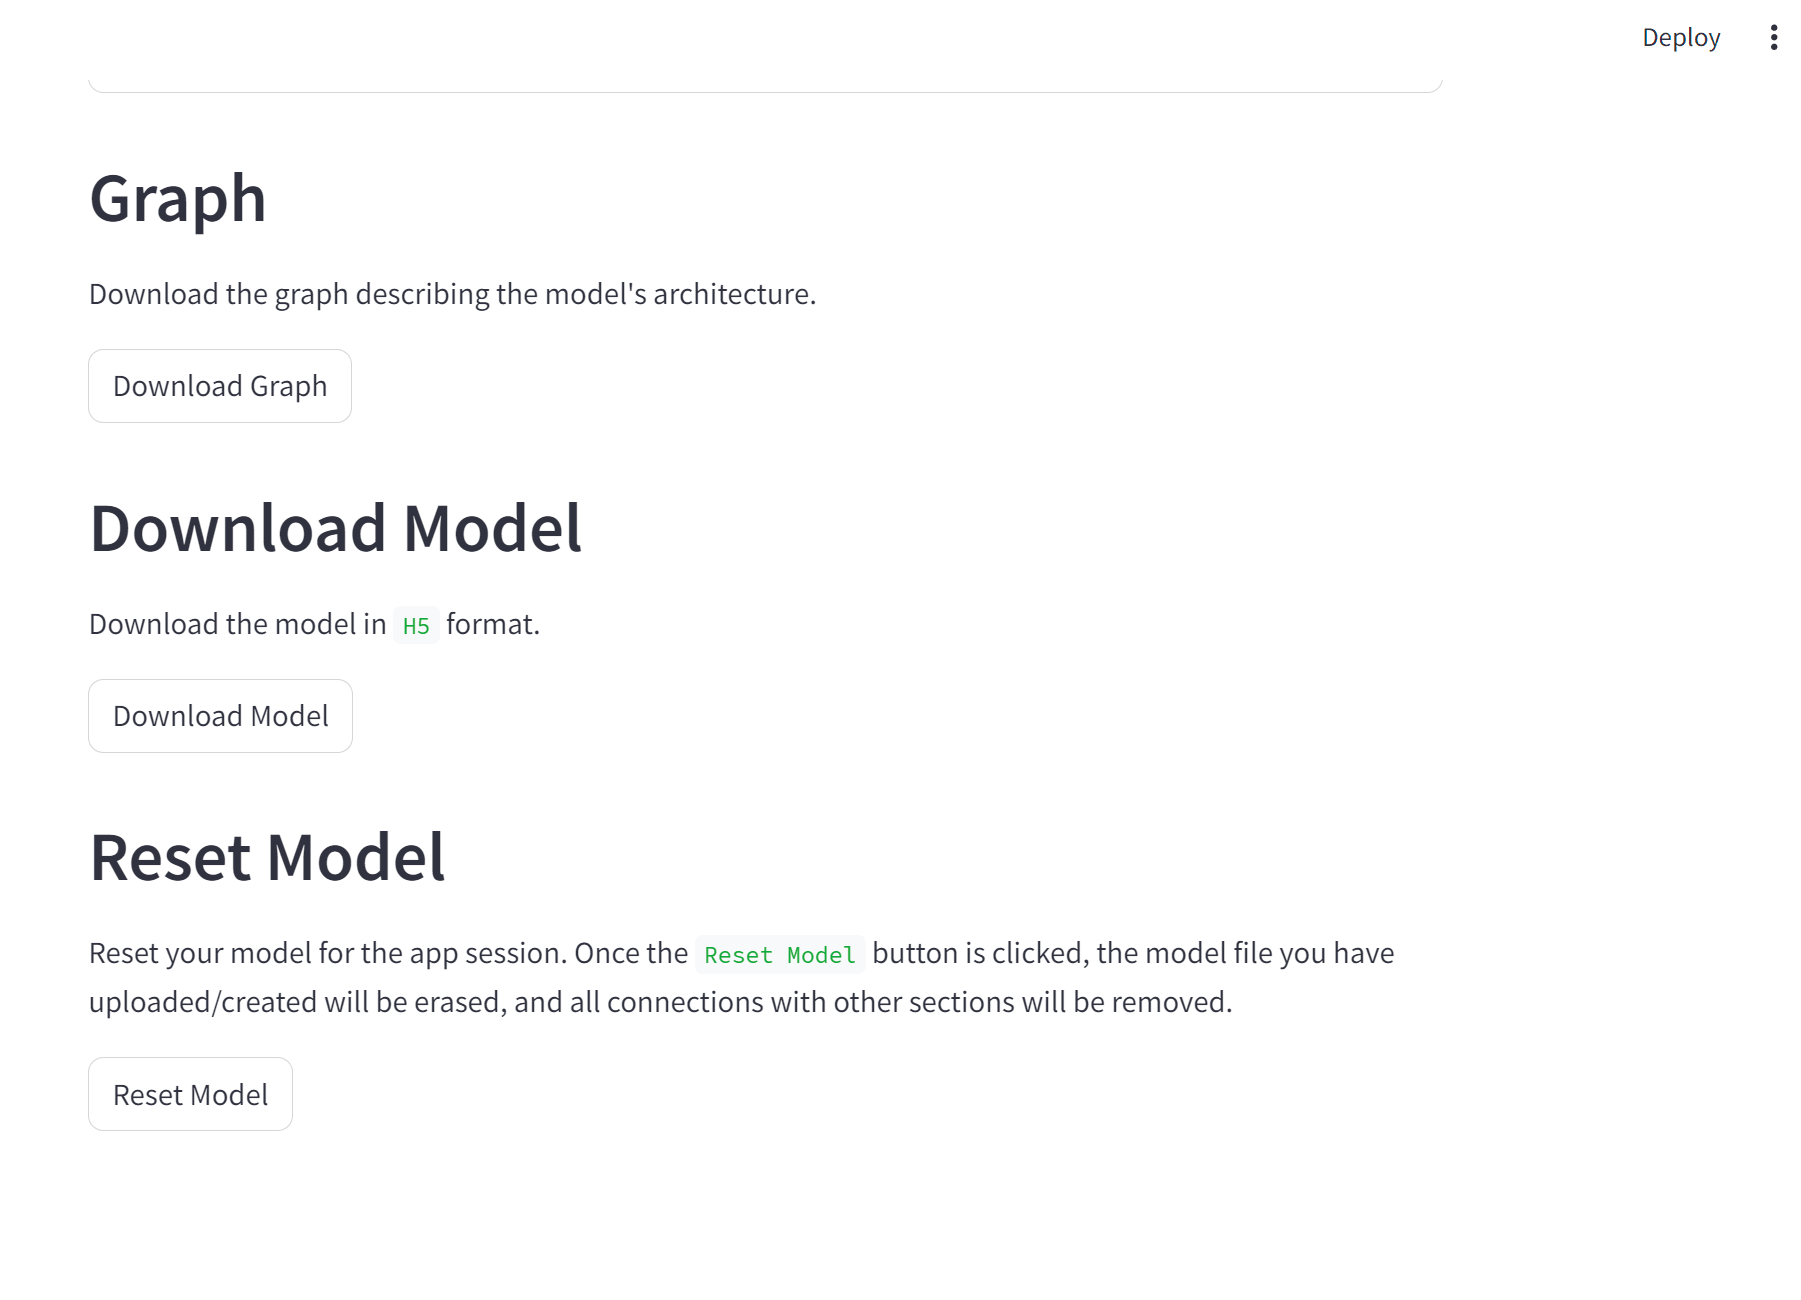 Deploy
Graph
Download the graph describing the model's architecture.
Download Graph
Download Model
Download the model in H5 format.
Download Model
Reset Model
Reset your model for the app session. Once the Reset Model button is clicked, the model file you have
uploaded/created will be erased, and all connections with other sections will be removed.
Reset Model